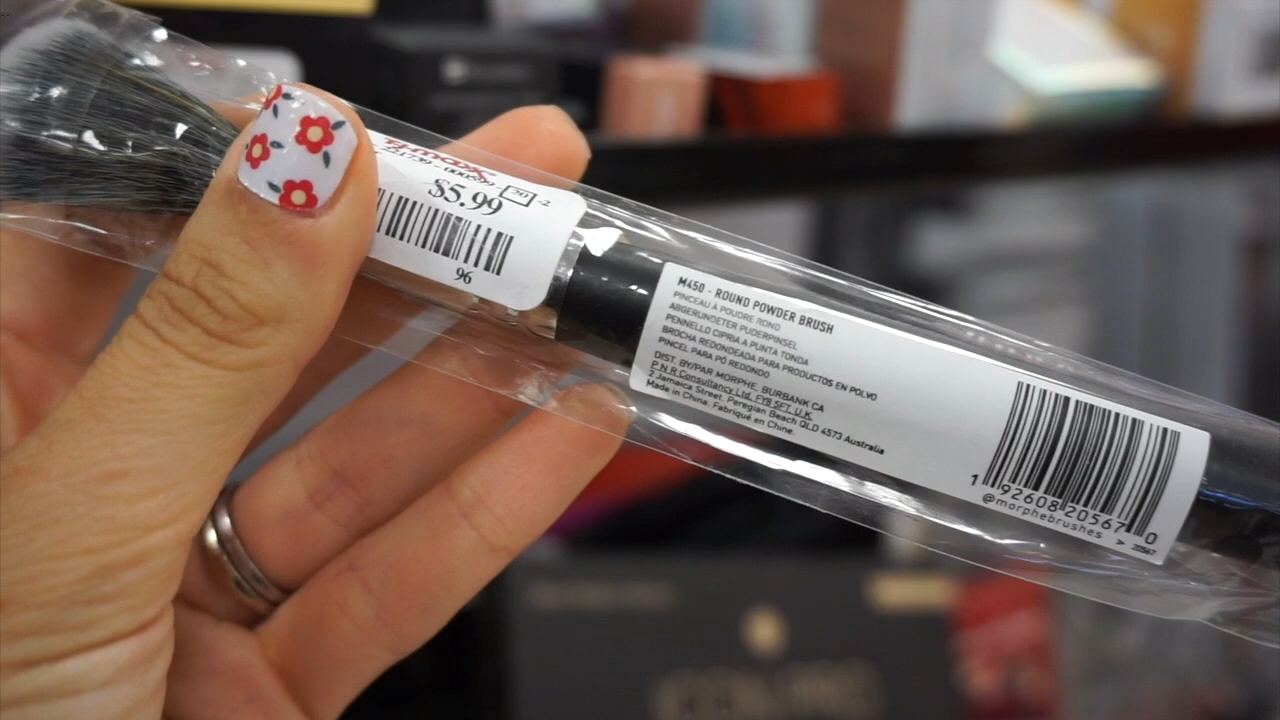 T.J.maxx
$5.99
96
M450 - ROUND POWDER BRUSH
PINCEAU À POUDRE ROND
ABGERUNDETER PUDERPINSEL
PENNELLO CIPRIA A PUNTA TONDA
BROCHA REDONDEADA PARA PRODUCTOS EN POLVO
PINCEL PARA PÓ REDONDO
DIST. BY/PAR MORPHE, BURBANK CA
P N R Consultancy Ltd, FY8 5FT, U.K.
2 Jamaica Street, Peregian Beach QLD 4573 Australia
Made in China. Fabriqué en Chine.
1 92608 20567 0
@morphebrushes
20567